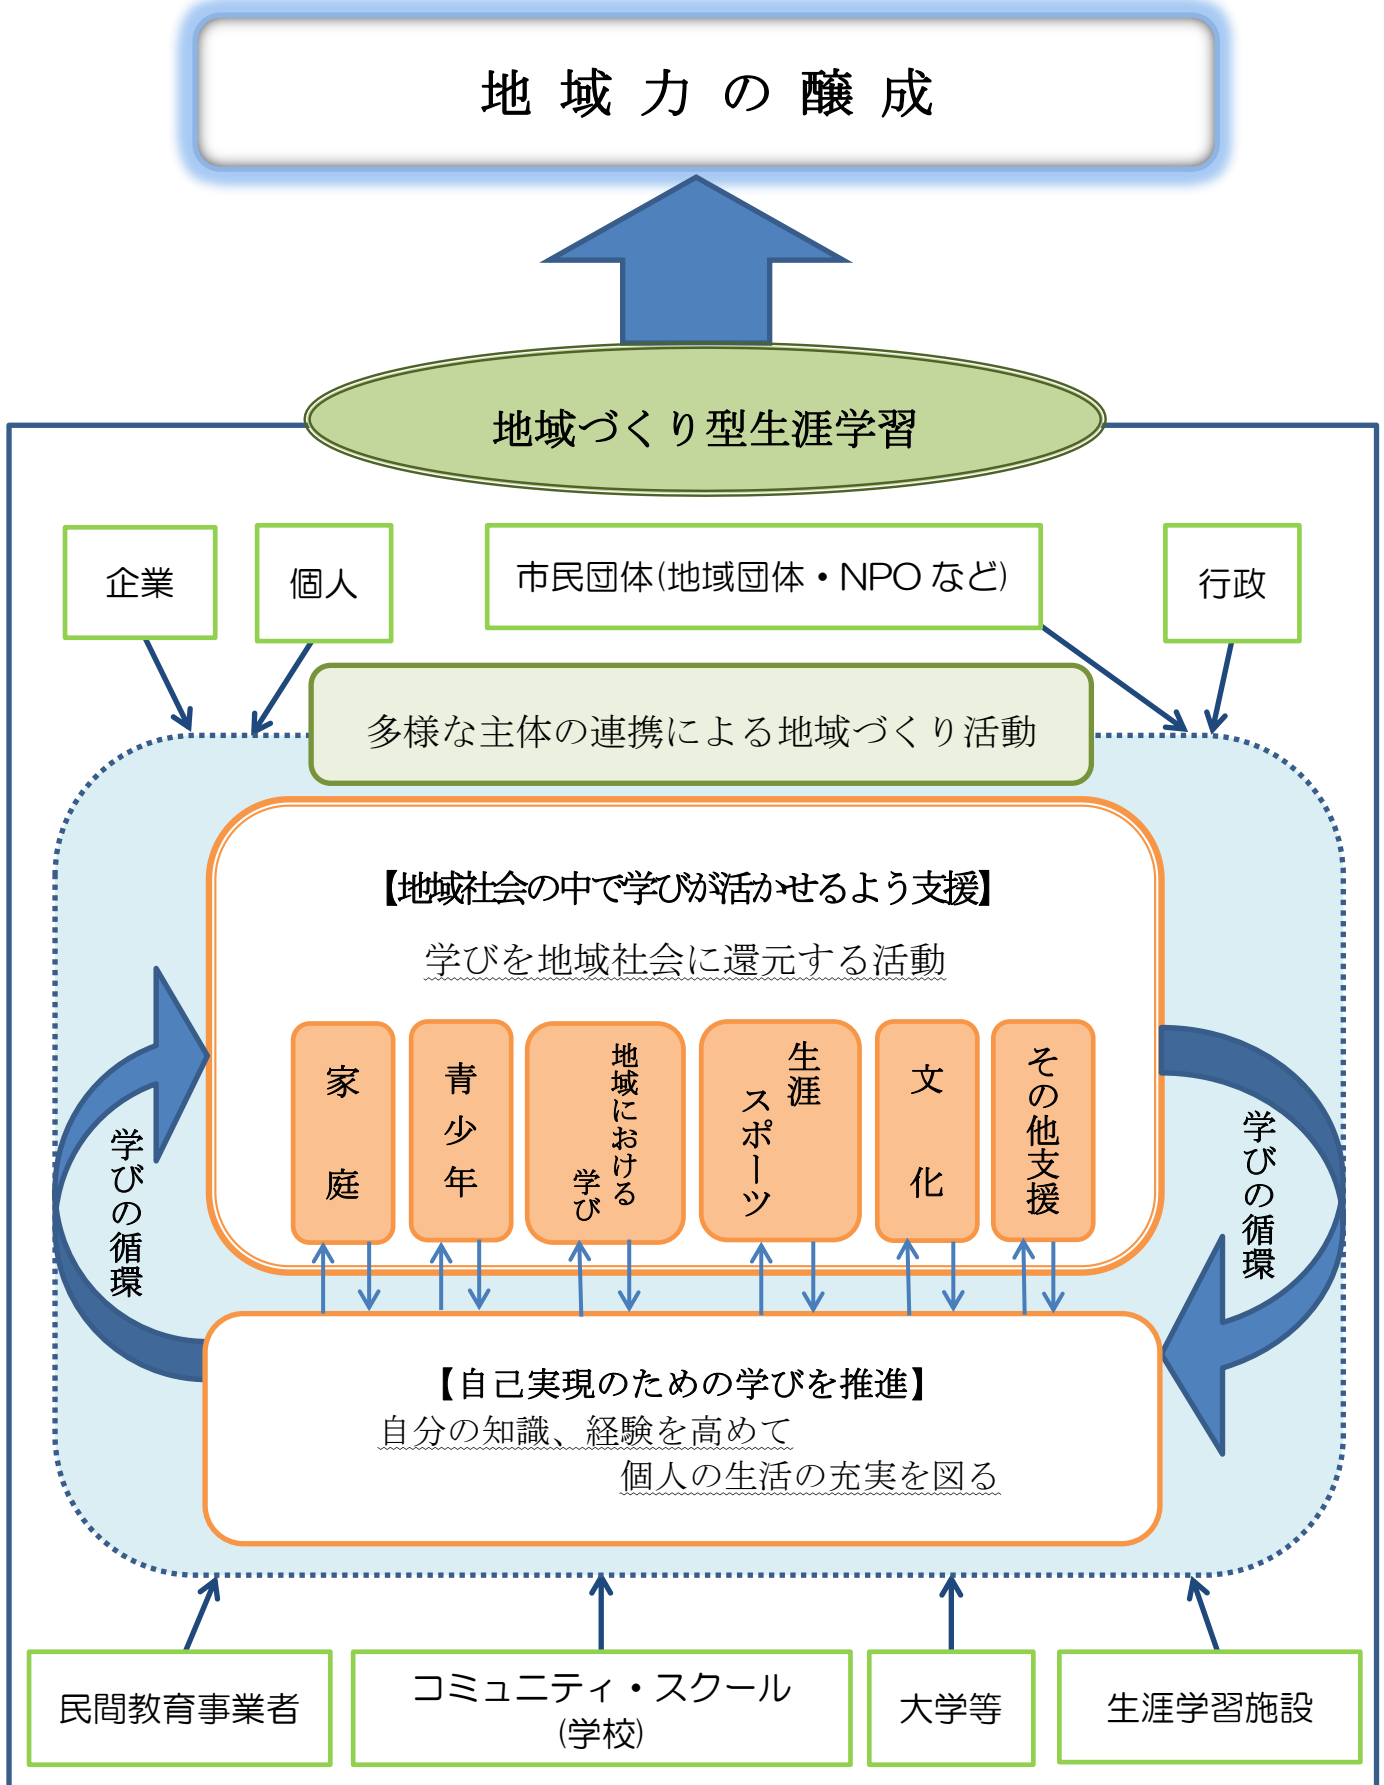 地域力の醸成
地域づくり型生涯学習
企業
個人
市民団体(地域団体・NPO など)
行政
多様な主体の連携による地域づくり活動
【地域社会の中で学びが活かせるよう支援】
学びを地域社会に還元する活動
家庭
青少年
地域における
学び
生涯
スポーツ
文化
その他支援
学びの循環
学びの循環
【自己実現のための学びを推進】
自分の知識、経験を高めて
個人の生活の充実を図る
民間教育事業者
コミュニティ・スクール
(学校)
大学等
生涯学習施設